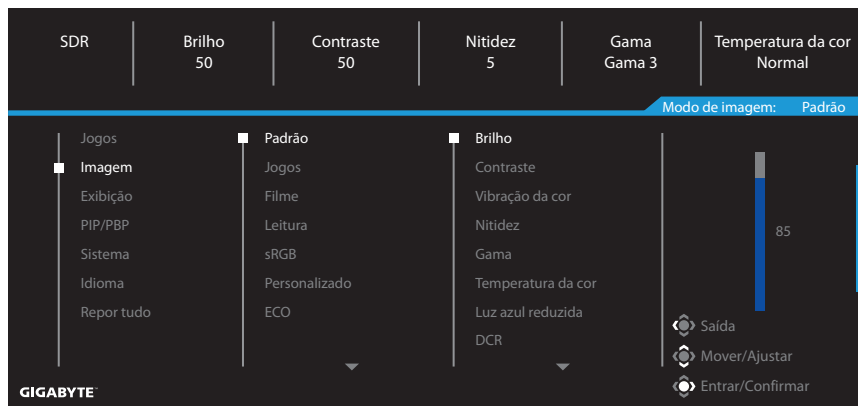 SDR
Brilho
50
Contraste
50
Nitidez
5
Gama
Gama 3
Temperatura da cor
Normal
Modo de imagem: Padrão
Jogos
Imagem
Exibição
PIP/PBP
Sistema
Idioma
Repor tudo
Padrão
Jogos
Filme
Leitura
sRGB
Personalizado
ECO
Brilho
Contraste
Vibração da cor
Nitidez
Gama
Temperatura da cor
Luz azul reduzida
DCR
85
Saída
Mover/Ajustar
Entrar/Confirmar
GIGABYTE™